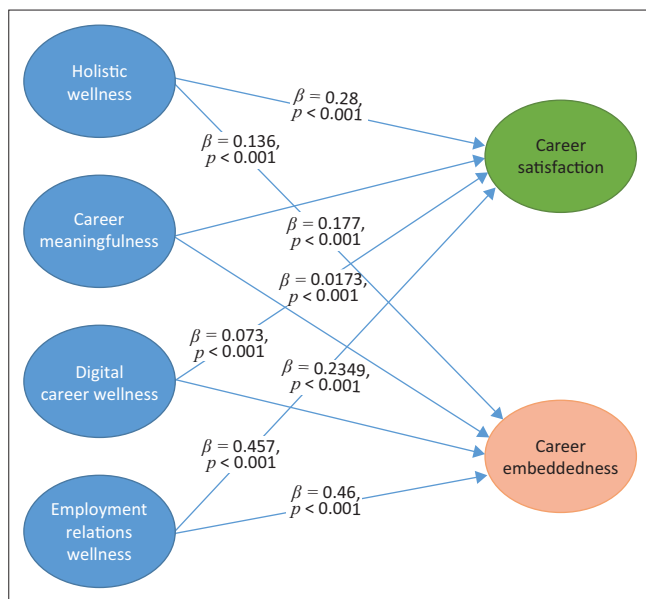 Holistic
wellness
β = 0.28,
p < 0.001
β = 0.136,
p < 0.001
Career
satisfaction
Career
meaningfulness
β = 0.177,
p < 0.001
β = 0.0173,
p < 0.001
β = 0.073,
p < 0.001
Digital
career wellness
β = 0.2349,
p < 0.001
β = 0.457,
p < 0.001
Career
embeddedness
β = 0.46,
p < 0.001
Employment
relations
wellness